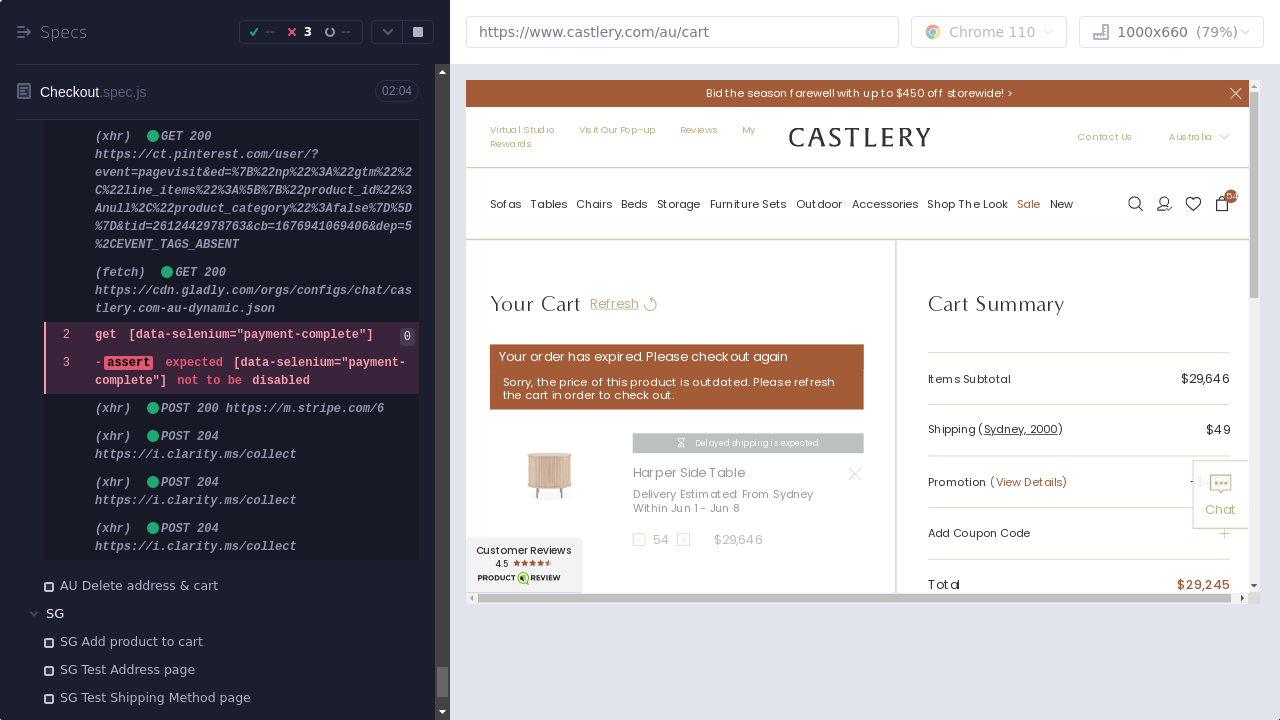 Specs
--
3
--
https://www.castlery.com/au/cart
Chrome 110
1000x660 (79%)
Checkout.spec.js
02:04
(xhr) GET 200
https://ct.pinterest.com/user/?
event=pagevisit&ed=%7B%22np%22%3A%22gtm%22%2
C%22line_items%22%3A%5B%7B%22product_id%22%3
Anull%2C%22product_category%22%3Afalse%7D%5D
%7D&tid=2612442978763&cb=1676941069406&dep=5
%2CEVENT_TAGS_ABSENT
(fetch) GET 200
https://cdn.gladly.com/orgs/configs/chat/cas
tlery.com-au-dynamic.json
2 get [data-selenium="payment-complete"] 0
3 -assert expected [data-selenium="payment-
complete"] not to be disabled
(xhr) POST 200 https://m.stripe.com/6
(xhr) POST 204
https://i.clarity.ms/collect
(xhr) POST 204
https://i.clarity.ms/collect
(xhr) POST 204
https://i.clarity.ms/collect
AU Delete address & cart
SG
SG Add product to cart
SG Test Address page
SG Test Shipping Method page
Bid the season farewell with up to $450 off storewide! >
Virtual Studio Visit Our Pop-up Reviews My
Rewards
CASTLERY
Contact Us Australia
Sofas Tables Chairs Beds Storage Furniture Sets Outdoor Accessories Shop The Look Sale New
54
Your Cart Refresh
Your order has expired. Please checkout again
Sorry, the price of this product is outdated. Please refresh
the cart in order to check out.
Delayed shipping is expected.
Harper Side Table
Delivery Estimated: From Sydney
Within Jun 1 - Jun 8
54 $29,646
Customer Reviews
4.5
PRODUCT REVIEW
Cart Summary
Items Subtotal $29,646
Shipping (Sydney, 2000) $49
Promotion (View Details) -
Chat
Add Coupon Code
Total $29,245